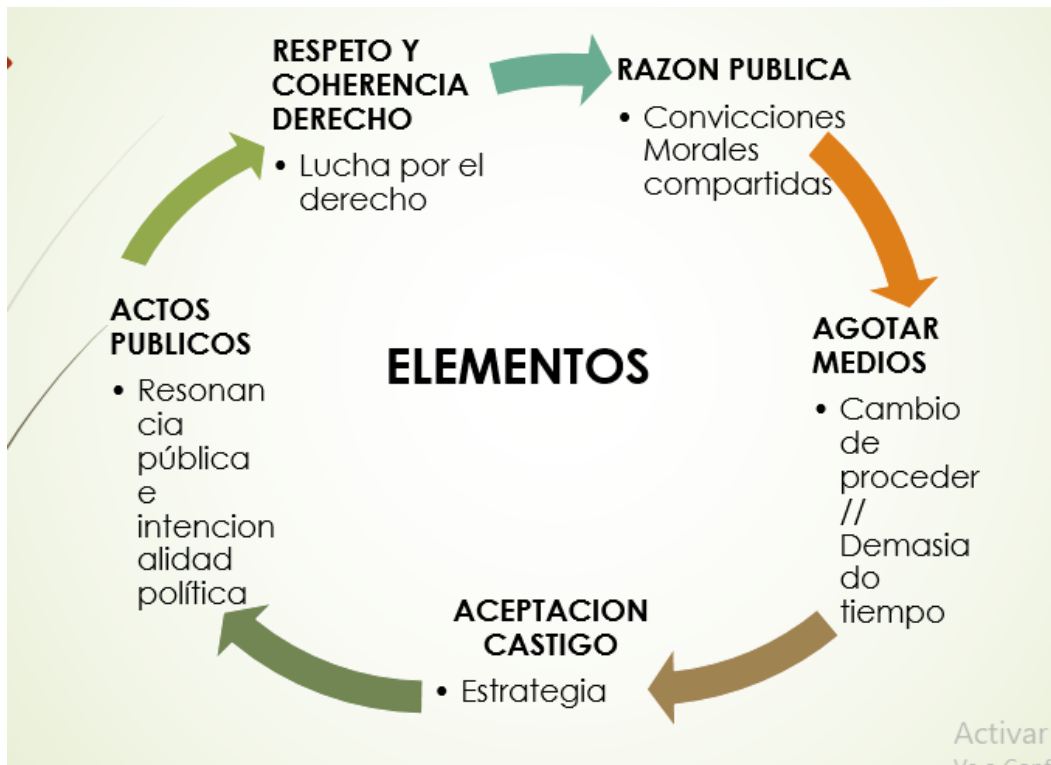 RESPETO Y
COHERENCIA
DERECHO
• Lucha por el
derecho
RAZON PUBLICA
• Convicciones
Morales
compartidas
AGOTAR
MEDIOS
• Cambio
de
proceder
//
Demasia
do
tiempo
ACEPTACION
CASTIGO
• Estrategia
ACTOS
PUBLICOS
• Resonan
cia
pública
e
intencion
alidad
política
ELEMENTOS
Activar